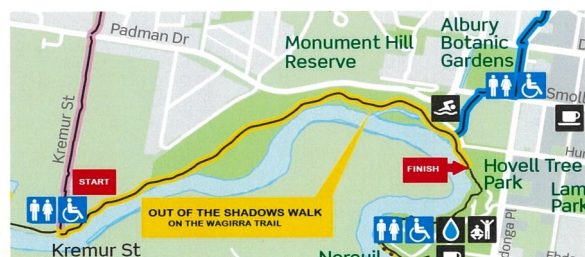 Padman Dr
Monument Hill
Reserve
Albury
Botanic
Gardens
Kremur St
Smoll
START
FINISH
Hovell Tree
Park
OUT OF THE SHADOWS WALK
ON THE WAGIRRA TRAIL
Kremur St